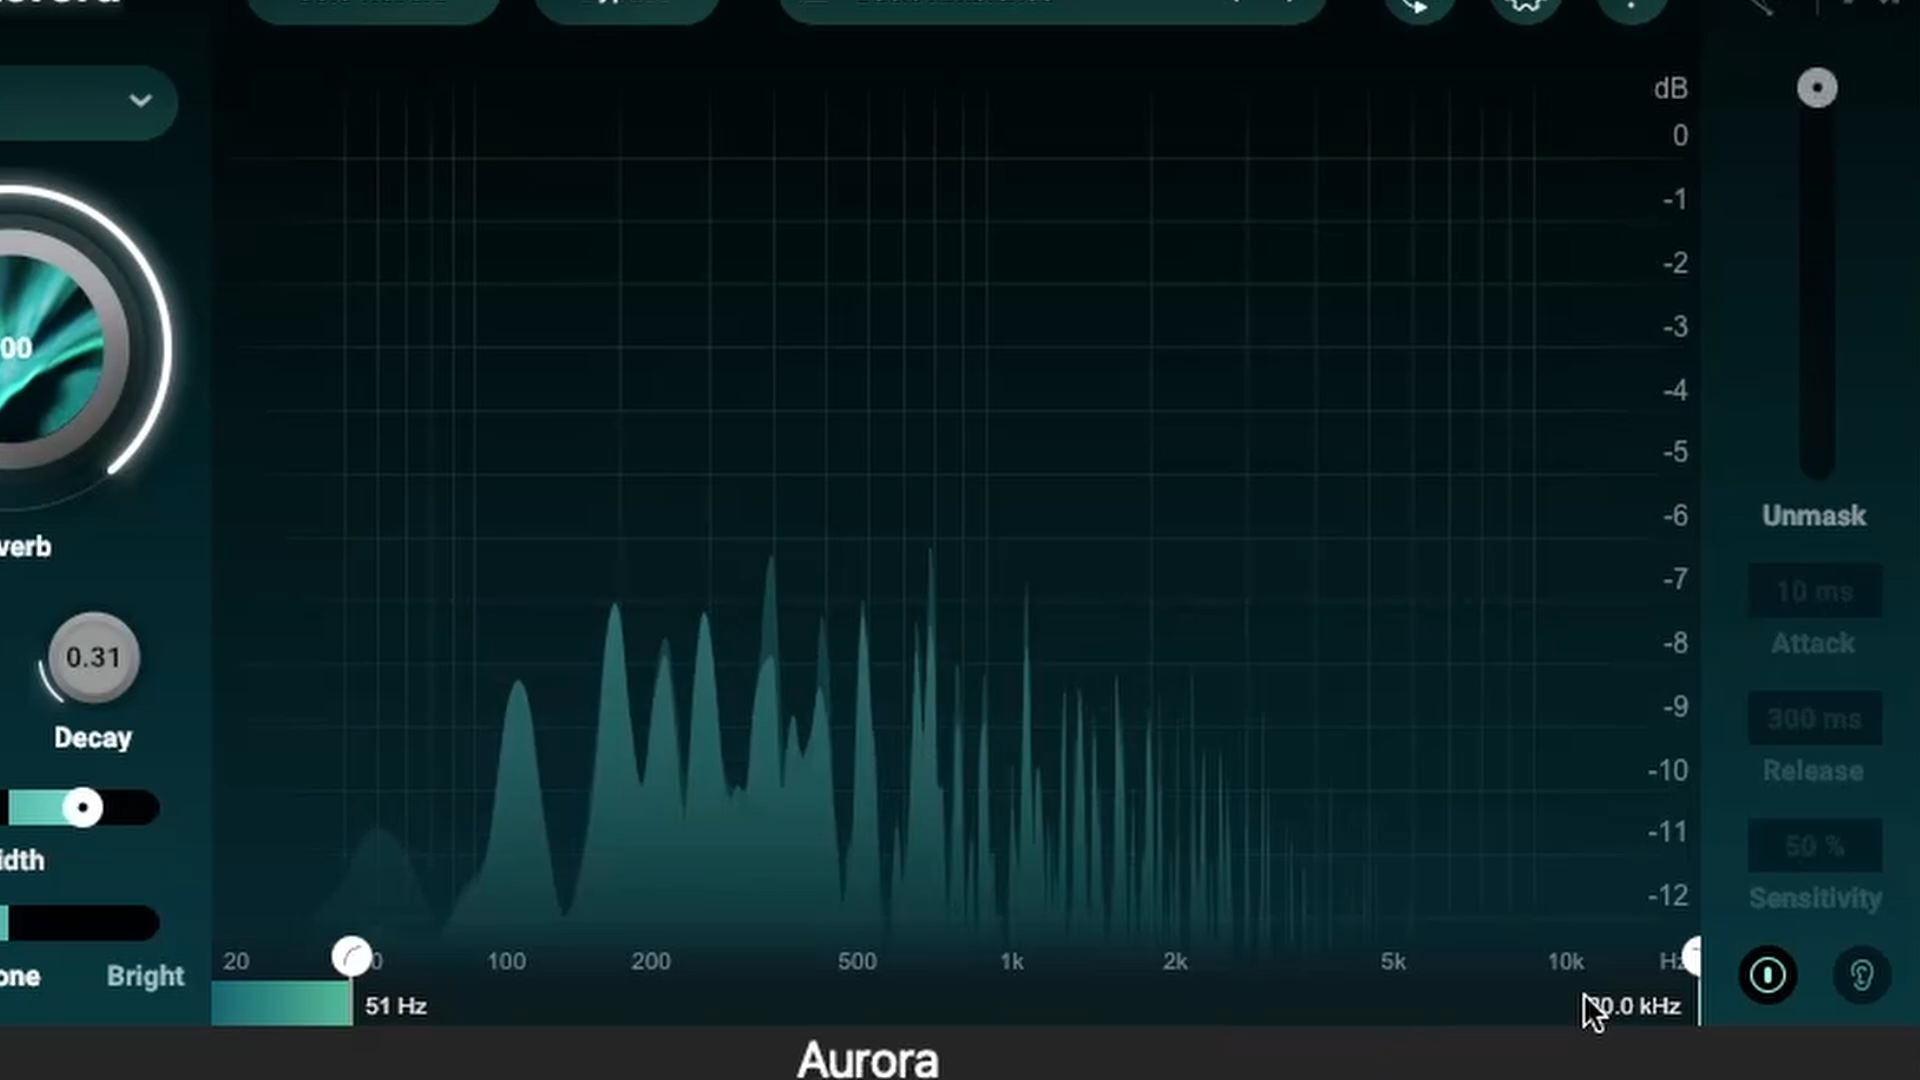 dB
0
-1
-2
-3
-4
-5
-6
-7
-8
-9
-10
-11
-12
Unmask
10 ms
Attack
300 ms
Release
50 %
Sensitivity
00
verb
0.31
Decay
idth
one Bright
20 0 100 200 500 1k 2k 5k 10k Hz
51 Hz 0.0 kHz
Aurora